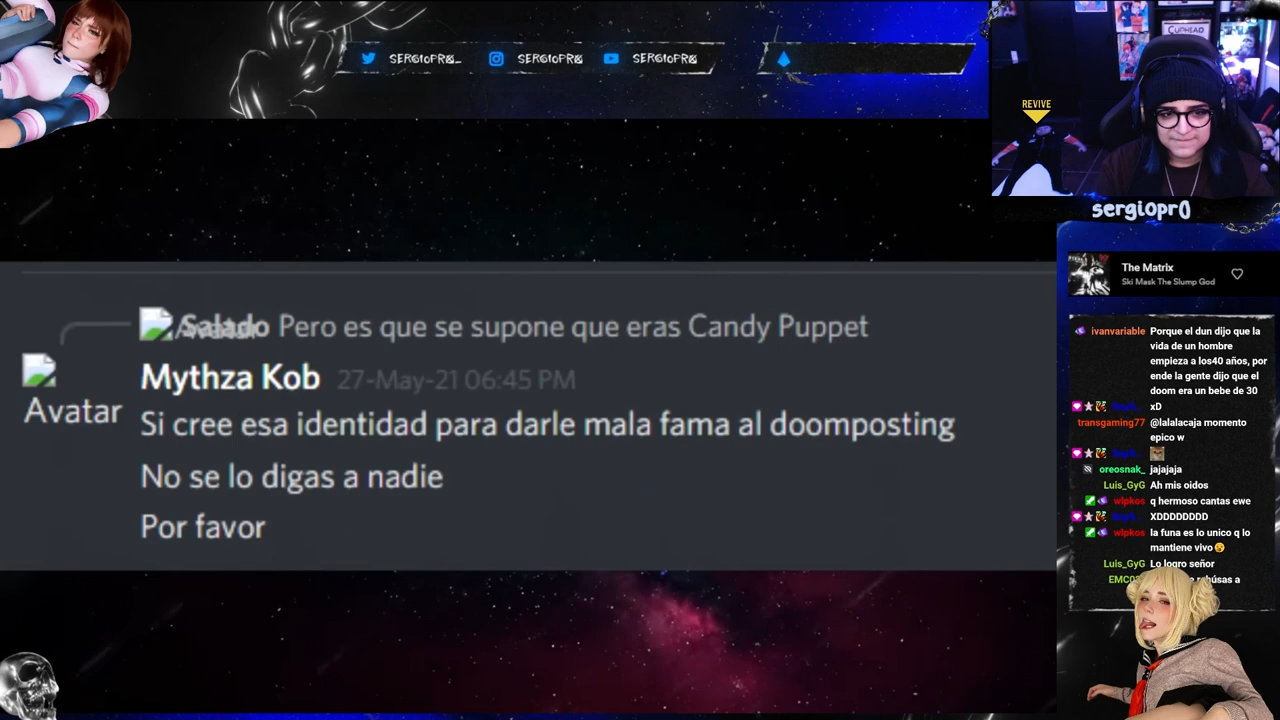 SERGIOPR0_ SERGIOPR0 SERGIOPR0
REVIVE
CUPHEAD
sergiopr0
The Matrix
Ski Mask The Slump God
Salado Pero es que se supone que eras Candy Puppet
Mythza Kob 27-May-21 06:45 PM
Avatar
Si cree esa identidad para darle mala fama al doomposting
No se lo digas a nadie
Por favor
ivanvariable Porque el dun dijo que la
vida de un hombre
empieza a los40 años, por
ende la gente dijo que el
doom era un bebe de 30
xD
transgaming77 @lalalacaja momento
epico w
oreosnak_ jajajaja
Luis_GyG Ah mis oidos
wlpkos q hermoso cantas ewe
XDDDDDDDD
wlpkos la funa es lo unico q lo
mantiene vivo
Luis_GyG Lo logro señor